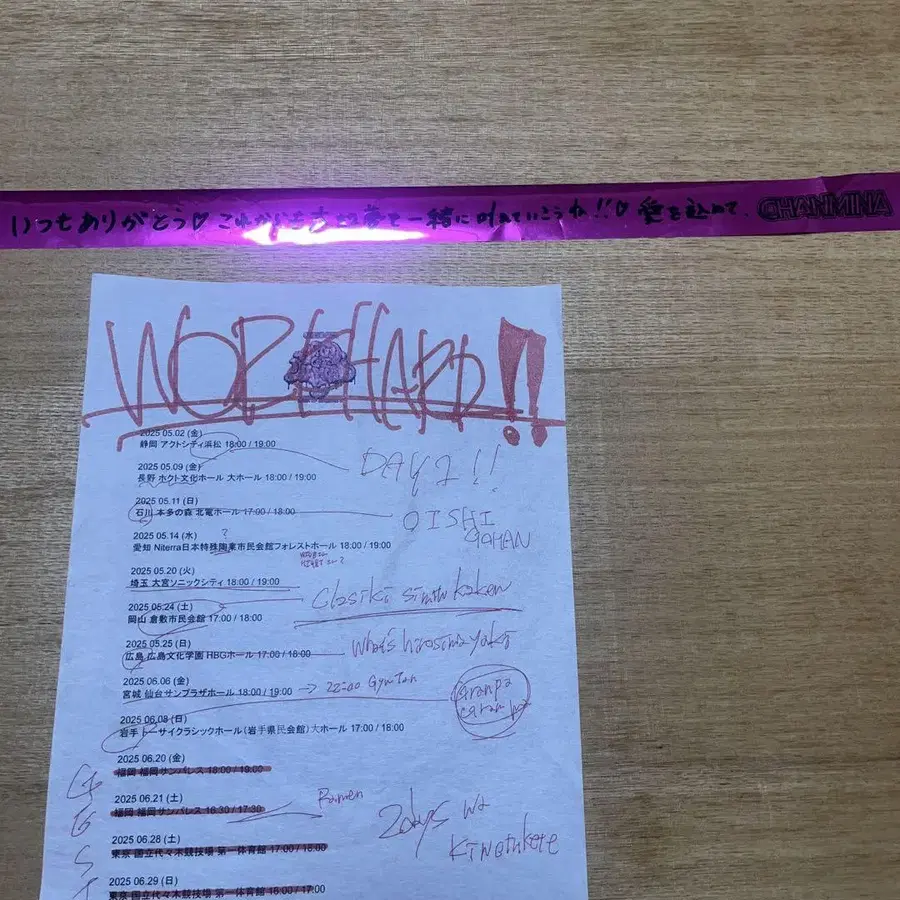 いつもありがとう♡これからも 夢を一緒に叶えていこうね!!♡ 愛を込めて、 CHANMINA
WORK HARD!!
2025 05.02 (金)
静岡 アクトシティ浜松 18:00 / 19:00
DAY 2!!
2025 05.09 (金)
長野 ホクト文化ホール 大ホール 18:00 / 19:00
2025 05.11 (日)
石川 本多の森 北電ホール 17:00 / 18:00
OISHI
GOHAN
2025 05.14 (水)
?
愛知 Niterra日本特殊陶業市民会館フォレストホール 18:00 / 19:00
2025 05.20 (火)
埼玉 大宮ソニックシティ 18:00 / 19:00
2025 05.24 (土)
岡山 倉敷市民会館 17:00 / 18:00
2025 05.25 (日)
広島 広島文化学園 HBGホール 17:00 / 18:00
What's hirosima yaki
2025 06.06 (金)
宮城 仙台サンプラザホール 18:00 / 19:00 → 22:00 Gyutan
2025 06.08 (日)
岩手 トーサイクラシックホール(岩手県民会館)大ホール 17:00 / 18:00
2025 06.20 (金)
福岡 福岡サンパレス 18:00 / 19:00
2025 06.21 (土)
福岡 福岡サンパレス 16:30 / 17:30
Ramen
2days wa
kiwotukete
2025 06.28 (土)
東京 国立代々木競技場 第一体育館 17:00 / 18:00
2025 06.29 (日)
東京 国立代々木競技場 第一体育館 16:00 / 17:00